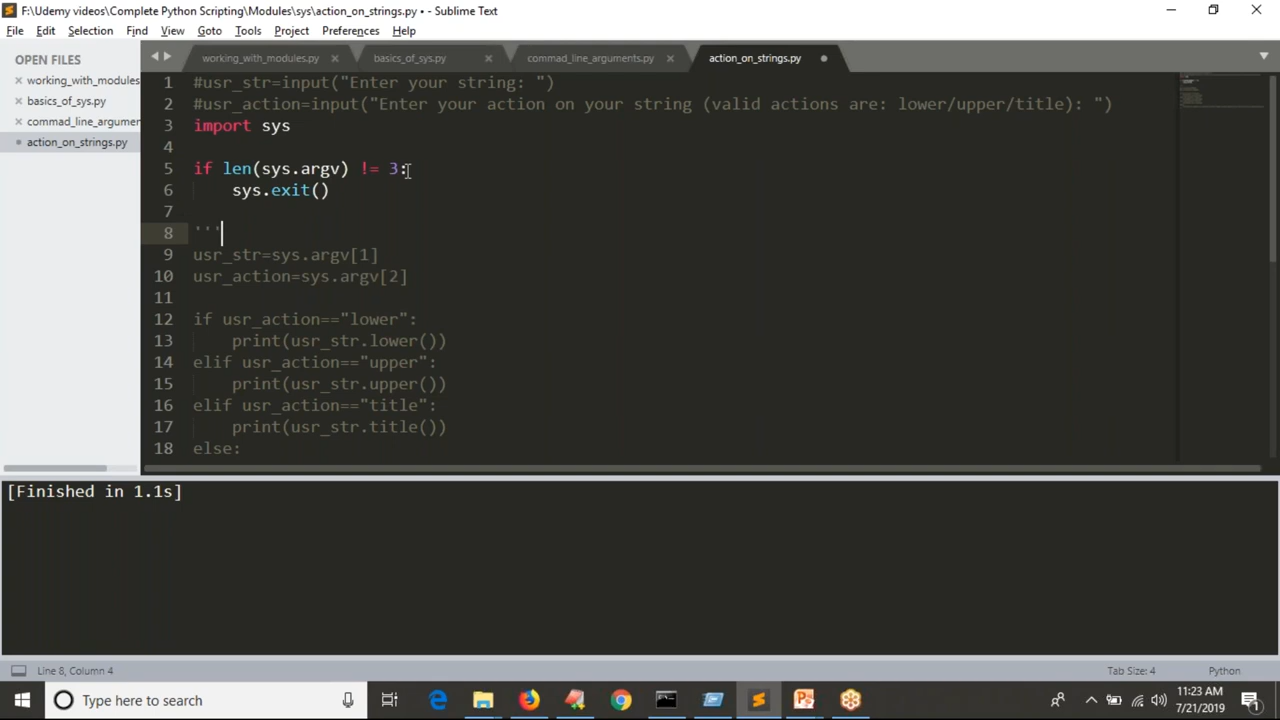 F:\Udemy videos\Complete Python Scripting\Modules\sys\action_on_strings.py • - Sublime Text
File Edit Selection Find View Goto Tools Project Preferences Help
OPEN FILES
working_with_modules
basics_of_sys.py
commad_line_argumen
action_on_strings.py
working_with_modules.py
basics_of_sys.py
commad_line_arguments.py
action_on_strings.py
1 #usr_str=input("Enter your string: ")
2 #usr_action=input("Enter your action on your string (valid actions are: lower/upper/title): ")
3 import sys
4
5 if len(sys.argv) != 3:
6 sys.exit()
7
8 '''
9 usr_str=sys.argv[1]
10 usr_action=sys.argv[2]
11
12 if usr_action=="lower":
13 print(usr_str.lower())
14 elif usr_action=="upper":
15 print(usr_str.upper())
16 elif usr_action=="title":
17 print(usr_str.title())
18 else:
[Finished in 1.1s]
Line 8, Column 4
Tab Size: 4
Python
Type here to search
11:23 AM
7/21/2019
1